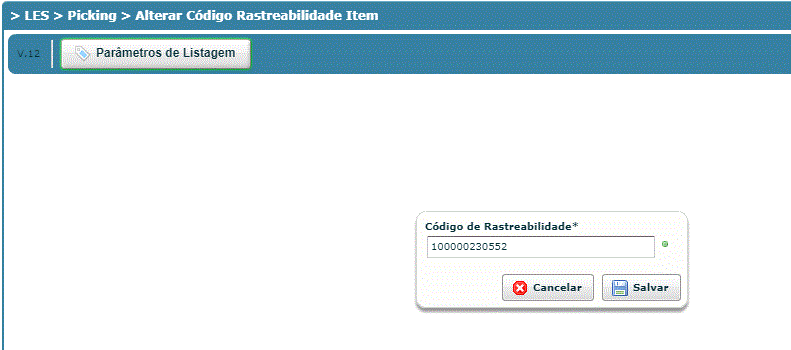 > LES > Picking > Alterar Código Rastreabilidade Item
V.12 Parâmetros de Listagem
Código de Rastreabilidade*
100000230552
Cancelar Salvar